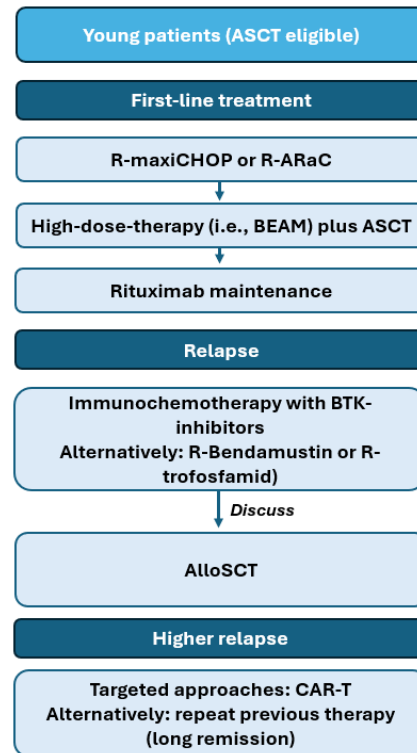 Young patients (ASCT eligible)
First-line treatment
R-maxiCHOP or R-ARaC
High-dose-therapy (i.e., BEAM) plus ASCT
Rituximab maintenance
Relapse
Immunochemotherapy with BTK-
inhibitors
Alternatively: R-Bendamustin or R-
trofosfamid)
Discuss
AlloSCT
Higher relapse
Targeted approaches: CAR-T
Alternatively: repeat previous therapy
(long remission)